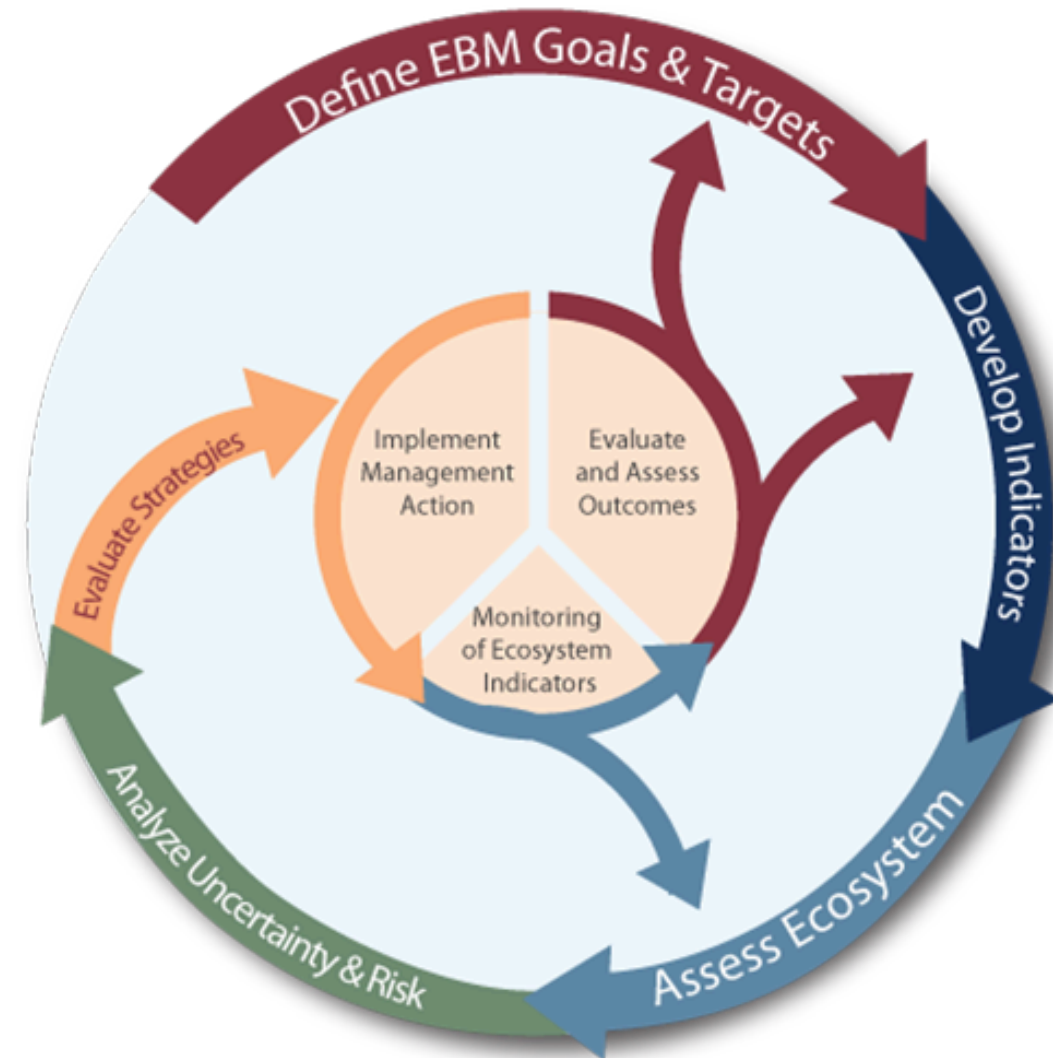 Define EBM Goals & Targets
Develop Indicators
Assess Ecosystem
Analyze Uncertainty & Risk
Evaluate Strategies
Implement
Management
Action
Evaluate
and Assess
Outcomes
Monitoring
of Ecosystem
Indicators